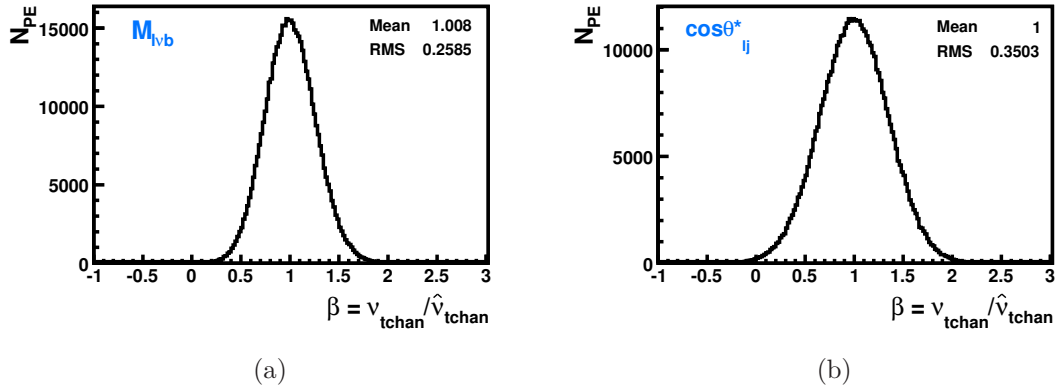 N_PE
M_lνb
Mean 1.008
RMS 0.2585
15000
10000
5000
0
-1 -0.5 0 0.5 1 1.5 2 2.5 3
β = ν_tchan/ν̂_tchan
(a)
N_PE
cosθ*_lj
Mean 1
RMS 0.3503
10000
5000
0
-1 -0.5 0 0.5 1 1.5 2 2.5 3
β = ν_tchan/ν̂_tchan
(b)